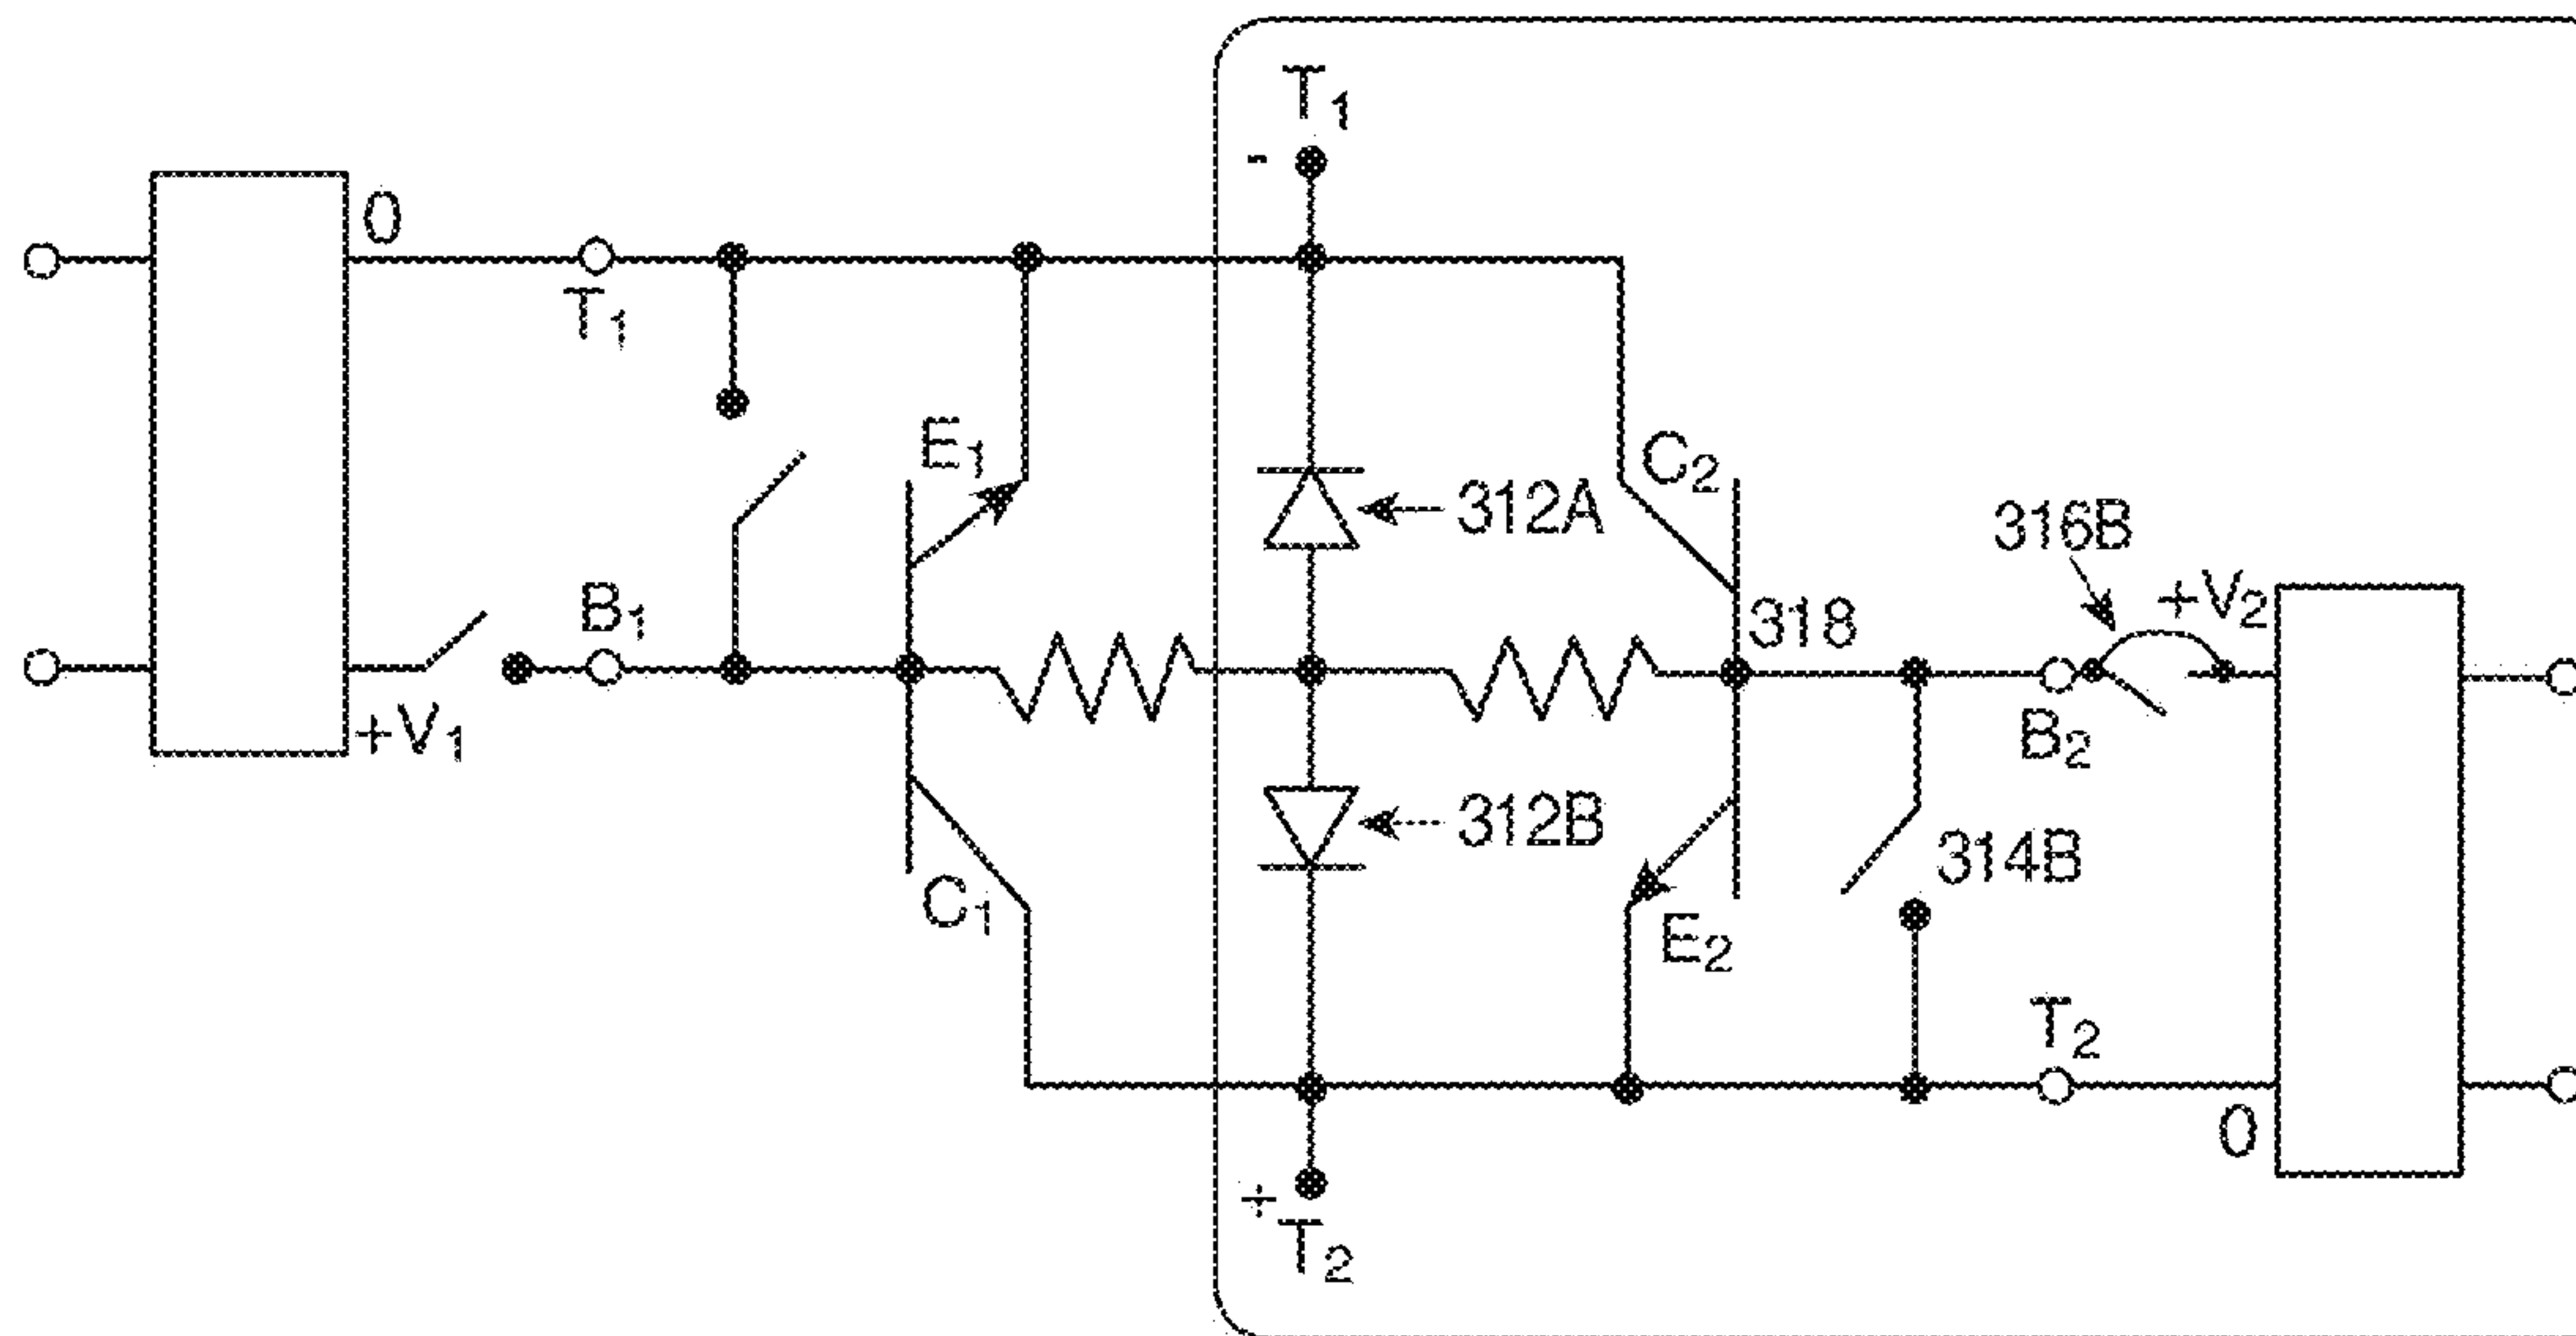 T₁
-
0
T₁
E₁
C₂
312A
316B
B₁
318
+V₂
+V₁
B₂
312B
314B
C₁
E₂
T₂
0
+
T₂